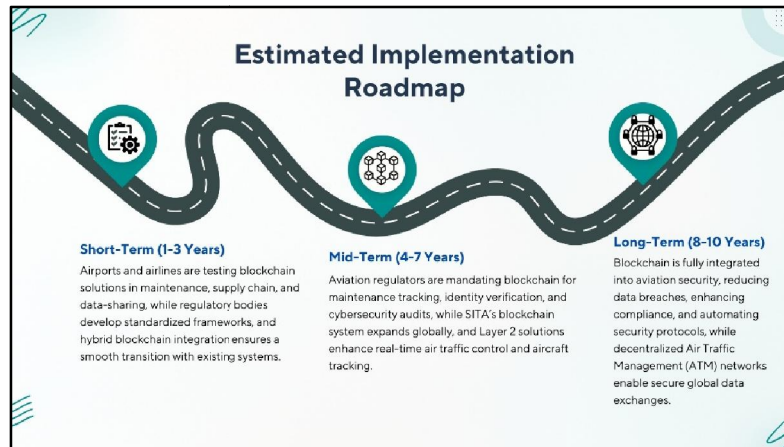 Estimated Implementation
Roadmap
Short-Term (1-3 Years)
Airports and airlines are testing blockchain
solutions in maintenance, supply chain, and
data-sharing, while regulatory bodies
develop standardized frameworks, and
hybrid blockchain integration ensures a
smooth transition with existing systems.
Mid-Term (4-7 Years)
Aviation regulators are mandating blockchain for
maintenance tracking, identity verification, and
cybersecurity audits, while SITA's blockchain
system expands globally, and Layer 2 solutions
enhance real-time air traffic control and aircraft
tracking.
Long-Term (8-10 Years)
Blockchain is fully integrated
into aviation security, reducing
data breaches, enhancing
compliance, and automating
security protocols, while
decentralized Air Traffic
Management (ATM) networks
enable secure global data
exchanges.